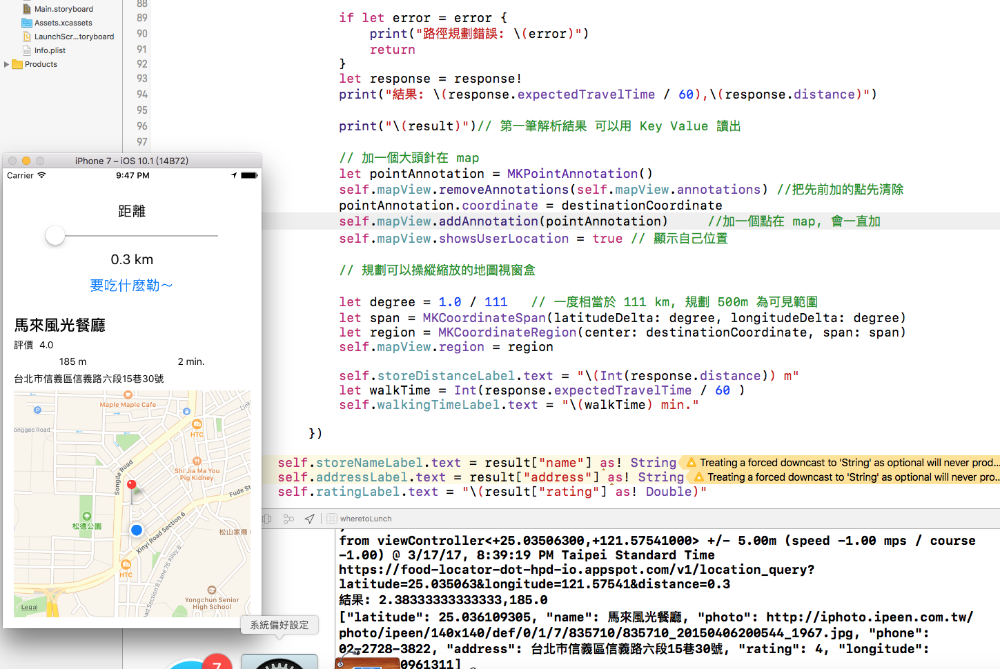 Main.storyboard
Assets.xcassets
LaunchScr...toryboard
Info.plist
Products
88
89 if let error = error {
90 print("路徑規劃錯誤: \(error)")
91 return
92 }
93 let response = response!
94 print("結果: \(response.expectedTravelTime / 60),\(response.distance)")
95
96 print("\(result)")// 第一筆解析結果 可以用 Key Value 讀出
97
// 加一個大頭針在 map
let pointAnnotation = MKPointAnnotation()
self.mapView.removeAnnotations(self.mapView.annotations) //把先前加的點先清除
pointAnnotation.coordinate = destinationCoordinate
self.mapView.addAnnotation(pointAnnotation) //加一個點在 map, 會一直加
self.mapView.showsUserLocation = true // 顯示自己位置
// 規劃可以操縱縮放的地圖視窗盒
let degree = 1.0 / 111 // 一度相當於 111 km, 規劃 500m 為可見範圍
let span = MKCoordinateSpan(latitudeDelta: degree, longitudeDelta: degree)
let region = MKCoordinateRegion(center: destinationCoordinate, span: span)
self.mapView.region = region
self.storeDistanceLabel.text = "\(Int(response.distance)) m"
let walkTime = Int(response.expectedTravelTime / 60 )
self.walkingTimeLabel.text = "\(walkTime) min."
})
self.storeNameLabel.text = result["name"] as! String Treating a forced downcast to 'String' as optional will never prod...
self.addressLabel.text = result["address"] as! String Treating a forced downcast to 'String' as optional will never pro...
self.ratingLabel.text = "\(result["rating"] as! Double)"
iPhone 7 – iOS 10.1 (14B72)
Carrier 9:47 PM
距離
0.3 km
要吃什麼勒～
馬來風光餐廳
評價 4.0
185 m 2 min.
台北市信義區信義路六段15巷30號
Maple Maple Cafe
P
Link
onggao Road
HTC
Shi Jia Ma You
Pig Kidney
Songde Road
Fude St
松德公園
Xinyi Road Section 6
松山家商
HTC
Road Section 6 Lane 76 Alley 8
Yongchun Senior
High School
Legal
wheretoLunch
from viewController<+25.03506300,+121.57541000> +/- 5.00m (speed -1.00 mps / course
-1.00) @ 3/17/17, 8:39:19 PM Taipei Standard Time
https://food-locator-dot-hpd-io.appspot.com/v1/location_query?
latitude=25.035063&longitude=121.57541&distance=0.3
結果: 2.38333333333333,185.0
["latitude": 25.036109305, "name": 馬來風光餐廳, "photo": http://iphoto.ipeen.com.tw/
photo/ipeen/140x140/def/0/1/7/835710/835710_20150406200544_1967.jpg, "phone":
02-2728-3822, "address": 台北市信義區信義路六段15巷30號, "rating": 4, "longitude":
0961311]
系統偏好設定
7